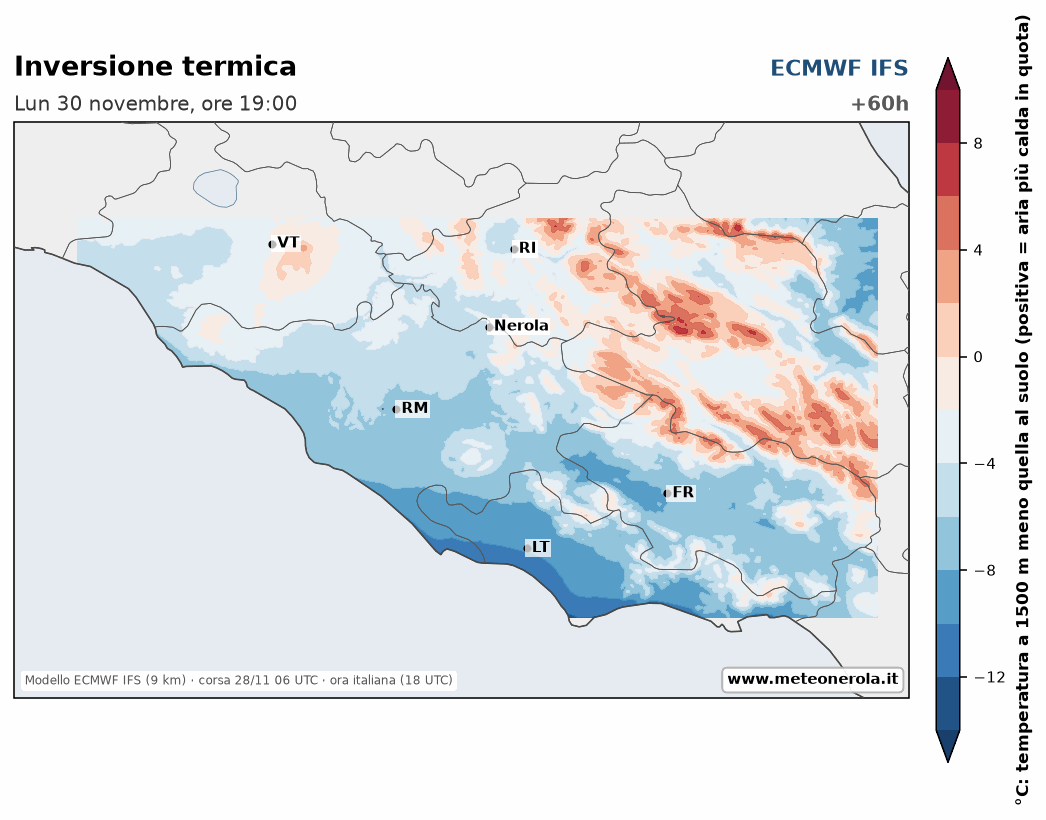 Inversione termica
ECMWF IFS
Lun 30 novembre, ore 19:00
+60h
VT
RI
Nerola
RM
FR
LT
Modello ECMWF IFS (9 km) · corsa 28/11 06 UTC · ora italiana (18 UTC)
www.meteonerola.it
8
4
0
−4
−8
−12
°C: temperatura a 1500 m meno quella al suolo (positiva = aria più calda in quota)